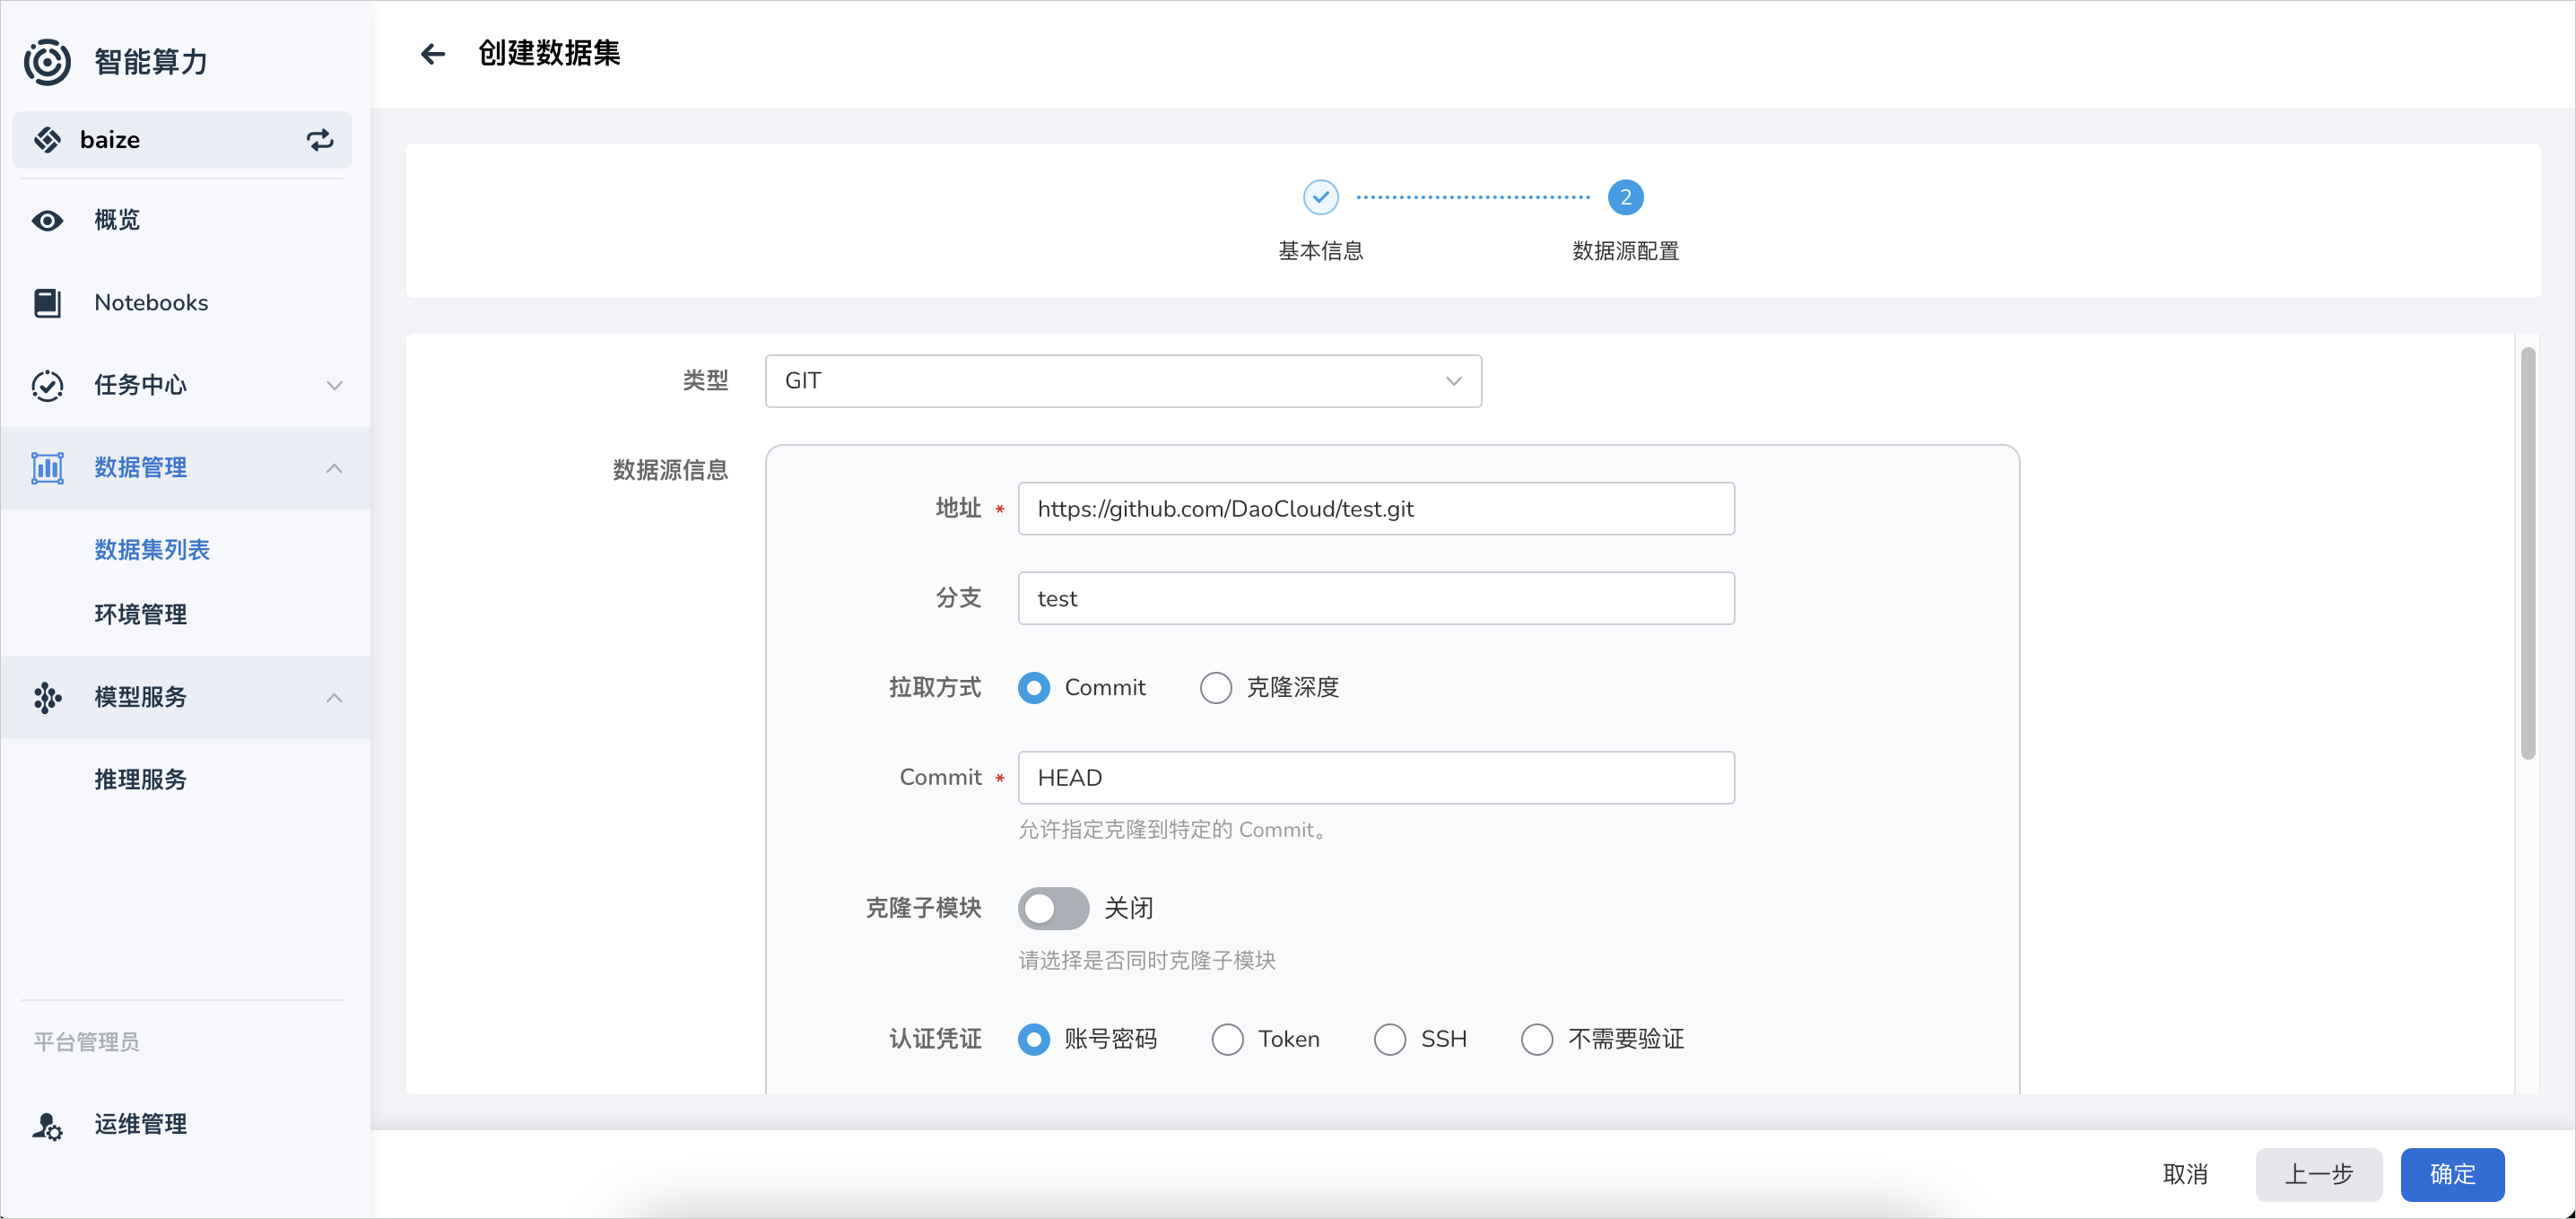 智能算力
baize
概览
Notebooks
任务中心
数据管理
数据集列表
环境管理
模型服务
推理服务
平台管理员
运维管理
创建数据集
2
基本信息
数据源配置
类型
GIT
数据源信息
地址 *
https://github.com/DaoCloud/test.git
分支
test
拉取方式
Commit
克隆深度
Commit *
HEAD
允许指定克隆到特定的 Commit。
克隆子模块
关闭
请选择是否同时克隆子模块
认证凭证
账号密码
Token
SSH
不需要验证
取消
上一步
确定